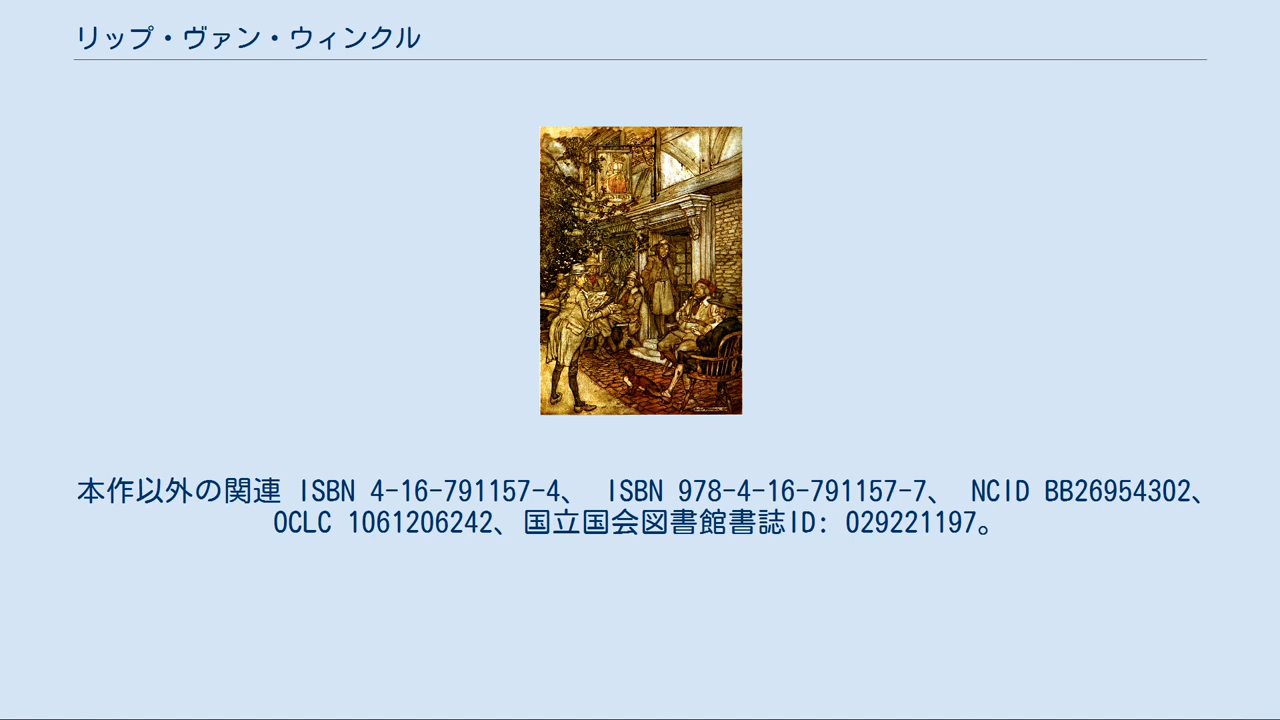 リップ・ヴァン・ウィンクル
本作以外の関連 ISBN 4-16-791157-4、 ISBN 978-4-16-791157-7、 NCID BB26954302、
OCLC 1061206242、国立国会図書館書誌ID: 029221197。